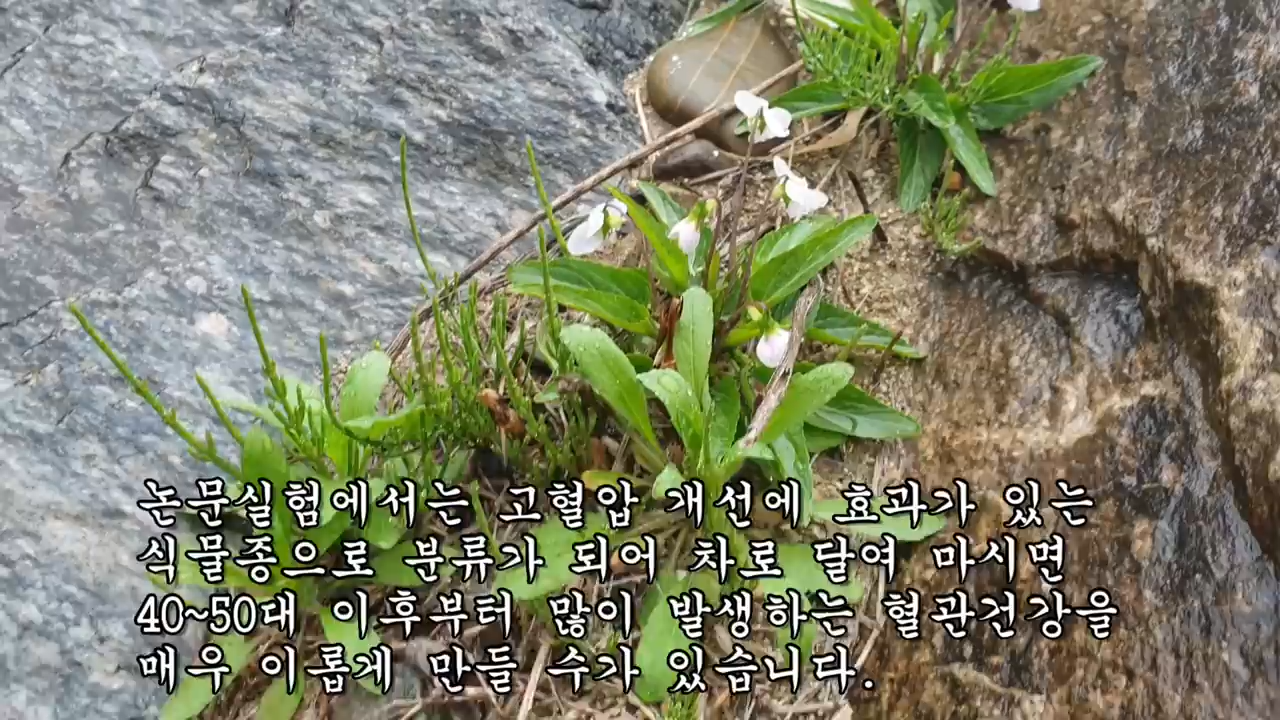 논문실험에서는 고혈압 개선에 효과가 있는
식물종으로 분류가 되어 차로 달여 마시면
40~50대 이후부터 많이 발생하는 혈관건강을
매우 이롭게 만들 수가 있습니다.